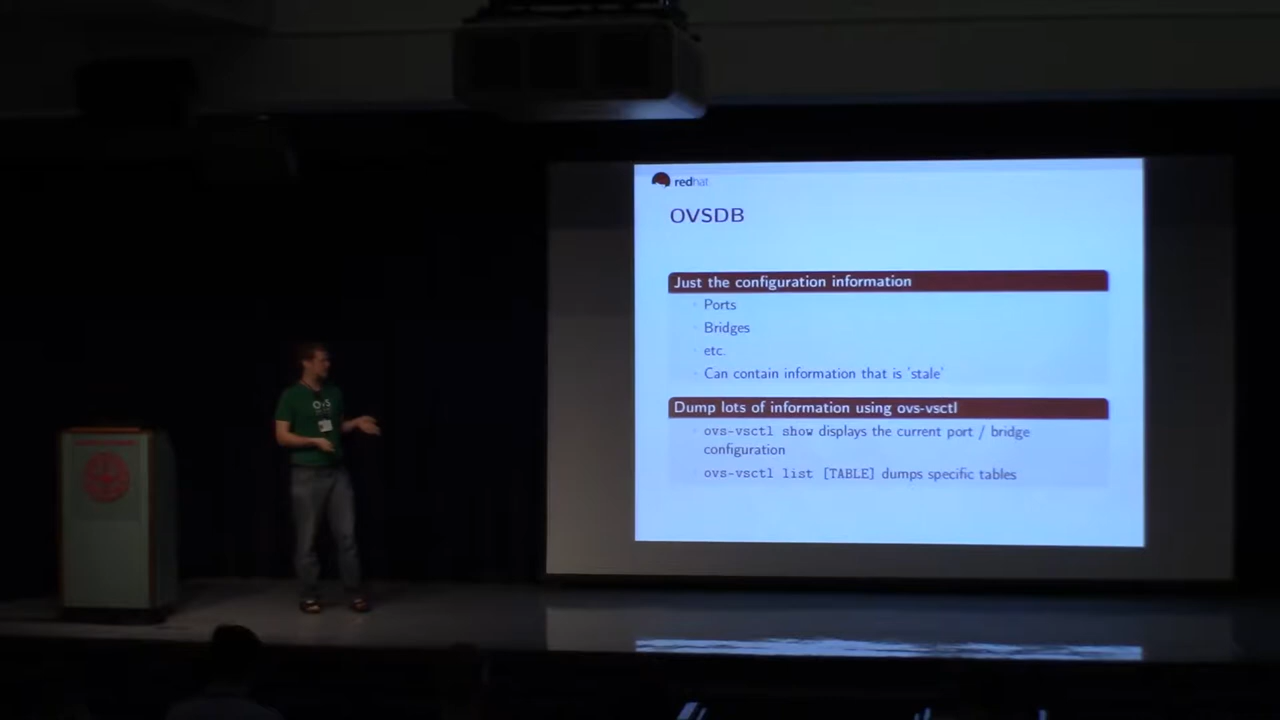 redhat
OVSDB
Just the configuration information
Ports
Bridges
etc.
Can contain information that is 'stale'
Dump lots of information using ovs-vsctl
ovs-vsctl show displays the current port / bridge
configuration
ovs-vsctl list [TABLE] dumps specific tables
OvS